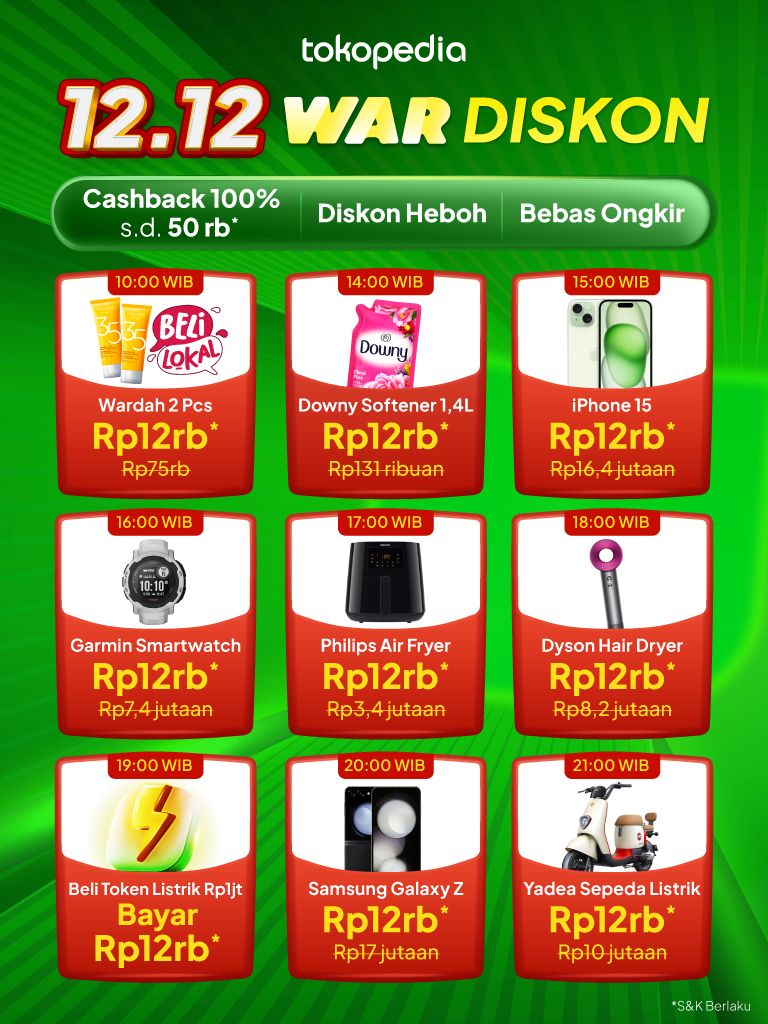 tokopedia
12.12 WAR DISKON
Cashback 100%
s.d. 50 rb*
Diskon Heboh
Bebas Ongkir
10:00 WIB
35
35
BELi
LOKAL
Wardah 2 Pcs
Rp12rb*
Rp75rb
14:00 WIB
Downy
Downy Softener 1,4L
Rp12rb*
Rp131 ribuan
15:00 WIB
iPhone 15
Rp12rb*
Rp16,4 jutaan
16:00 WIB
10:10
Garmin Smartwatch
Rp12rb*
Rp7,4 jutaan
17:00 WIB
Philips Air Fryer
Rp12rb*
Rp3,4 jutaan
18:00 WIB
Dyson Hair Dryer
Rp12rb*
Rp8,2 jutaan
19:00 WIB
Beli Token Listrik Rp1jt
Bayar
Rp12rb*
20:00 WIB
Samsung Galaxy Z
Rp12rb*
Rp17 jutaan
21:00 WIB
Yadea Sepeda Listrik
Rp12rb*
Rp10 jutaan
*S&K Berlaku